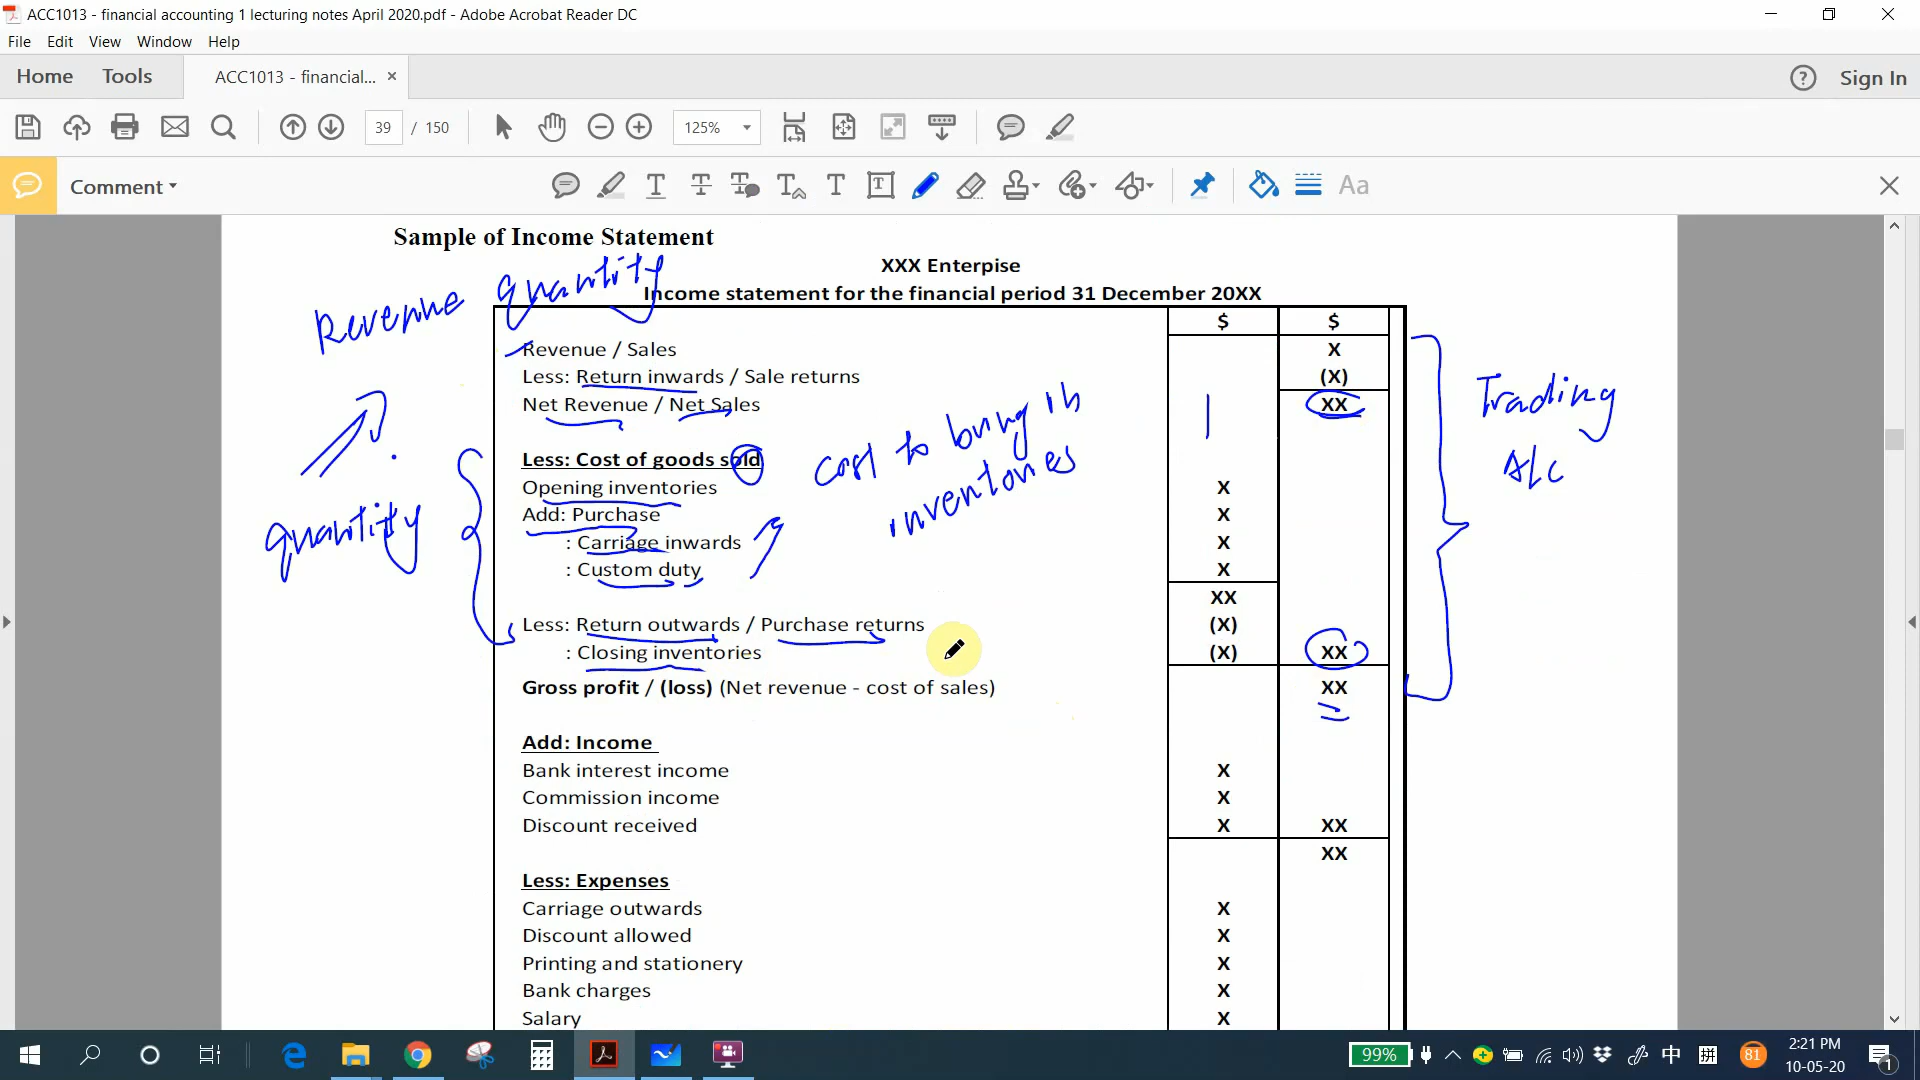 ACC1013 - financial accounting 1 lecturing notes April 2020.pdf - Adobe Acrobat Reader DC
File Edit View Window Help
Home Tools ACC1013 - financial... × Sign In
39 / 150 125%
Comment
Sample of Income Statement
XXX Enterpise
Income statement for the financial period 31 December 20XX
Revenue quantity
$ $
Revenue / Sales X
Less: Return inwards / Sale returns (X)
Net Revenue / Net Sales XX
Trading
A/c
cost to bring in
inventories
quantity
Less: Cost of goods sold
Opening inventories X
Add: Purchase X
: Carriage inwards X
: Custom duty X
XX
Less: Return outwards / Purchase returns (X)
: Closing inventories (X) XX
Gross profit / (loss) (Net revenue - cost of sales) XX
Add: Income
Bank interest income X
Commission income X
Discount received X XX
XX
Less: Expenses
Carriage outwards X
Discount allowed X
Printing and stationery X
Bank charges X
Salary X
99% 中 拼 81 2:21 PM
10-05-20 1